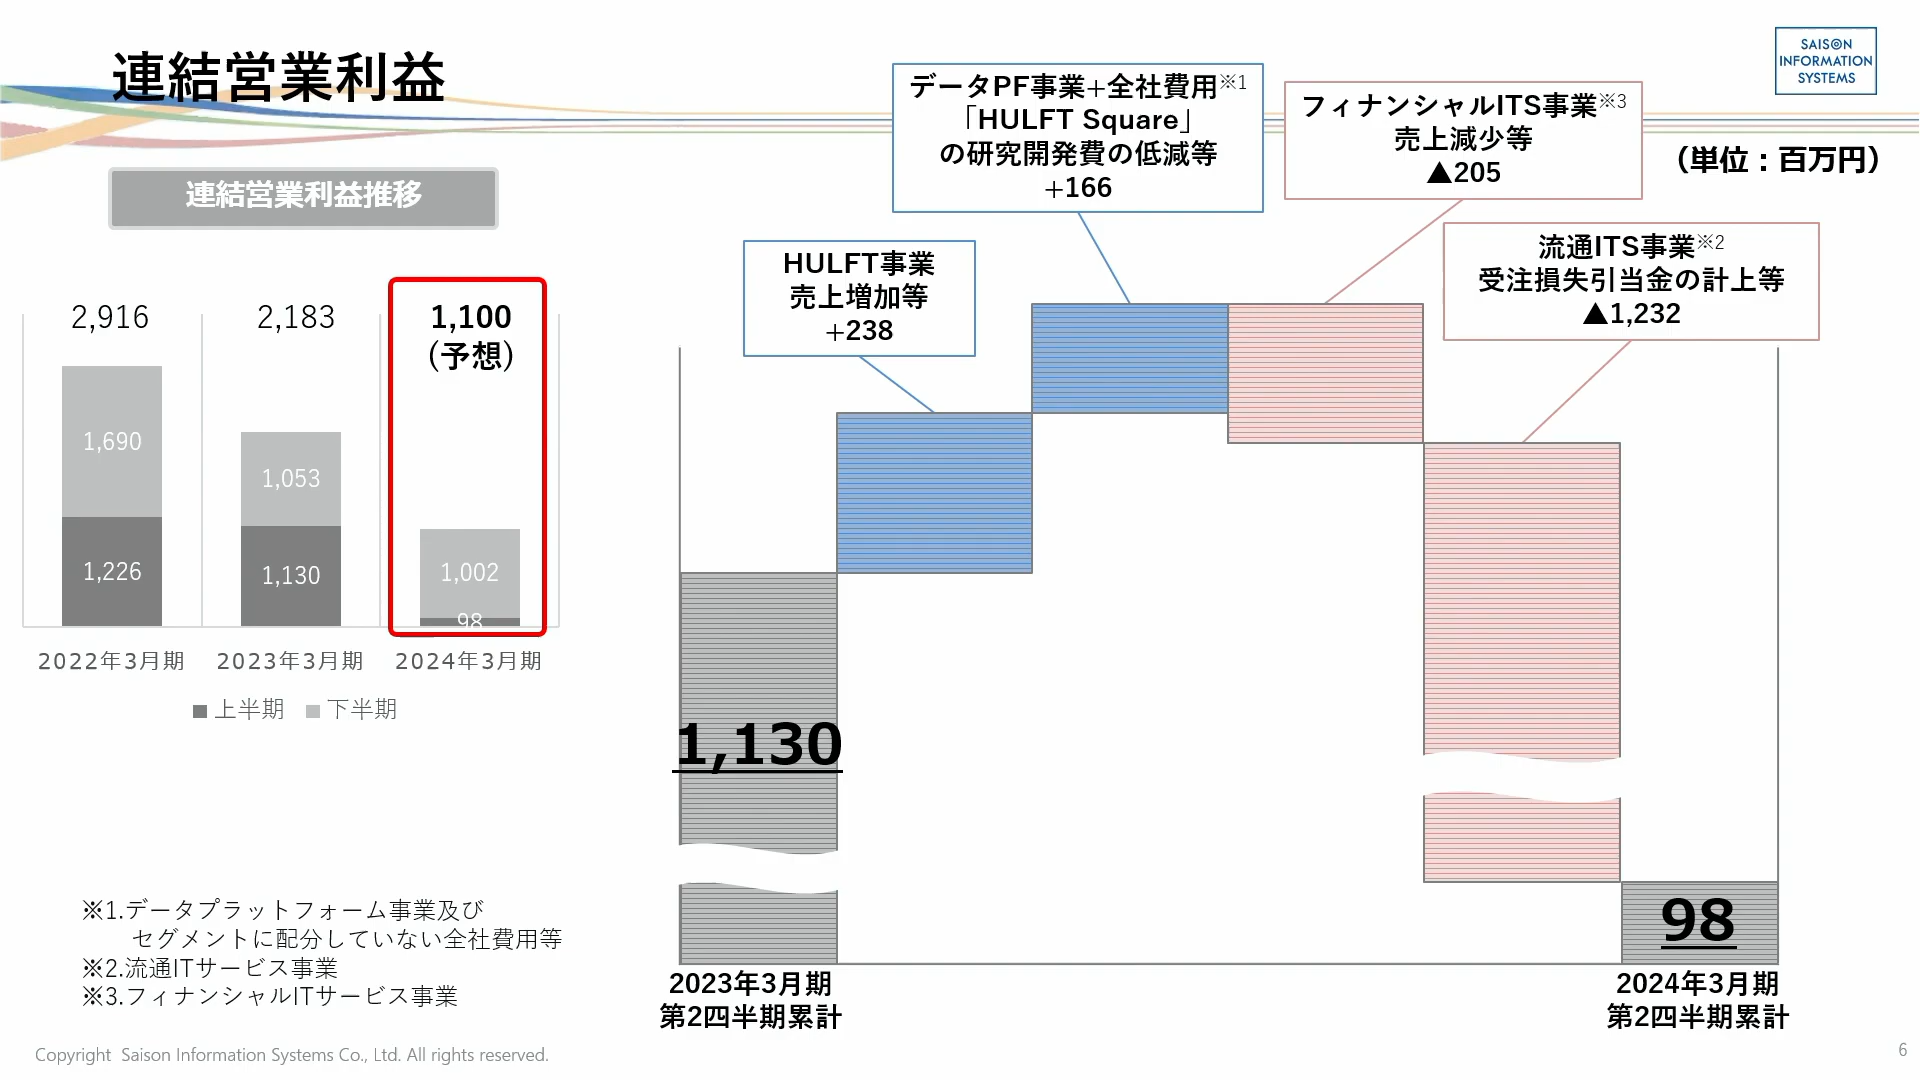 連結営業利益
SAISON
INFORMATION
SYSTEMS
(単位:百万円)
連結営業利益推移
2,916
2,183
1,100
(予想)
1,690
1,053
1,002
1,226
1,130
98
2022年3月期
2023年3月期
2024年3月期
上半期
下半期
HULFT事業
売上増加等
+238
データPF事業+全社費用※1
「HULFT Square」
の研究開発費の低減等
+166
フィナンシャルITS事業※3
売上減少等
▲205
流通ITS事業※2
受注損失引当金の計上等
▲1,232
1,130
98
2023年3月期
第2四半期累計
2024年3月期
第2四半期累計
※1.データプラットフォーム事業及び
セグメントに配分していない全社費用等
※2.流通ITサービス事業
※3.フィナンシャルITサービス事業
Copyright Saison Information Systems Co., Ltd. All rights reserved.
6